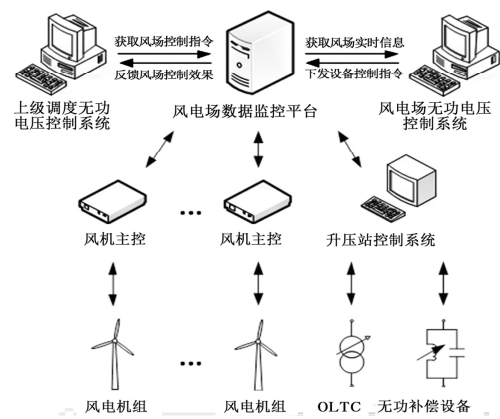 获取风场控制指令
反馈风场控制效果
获取风场实时信息
下发设备控制指令
上级调度无功
电压控制系统
风电场数据监控平台
风电场无功电压
控制系统
风机主控
风机主控
升压站控制系统
风电机组
风电机组
OLTC
无功补偿设备